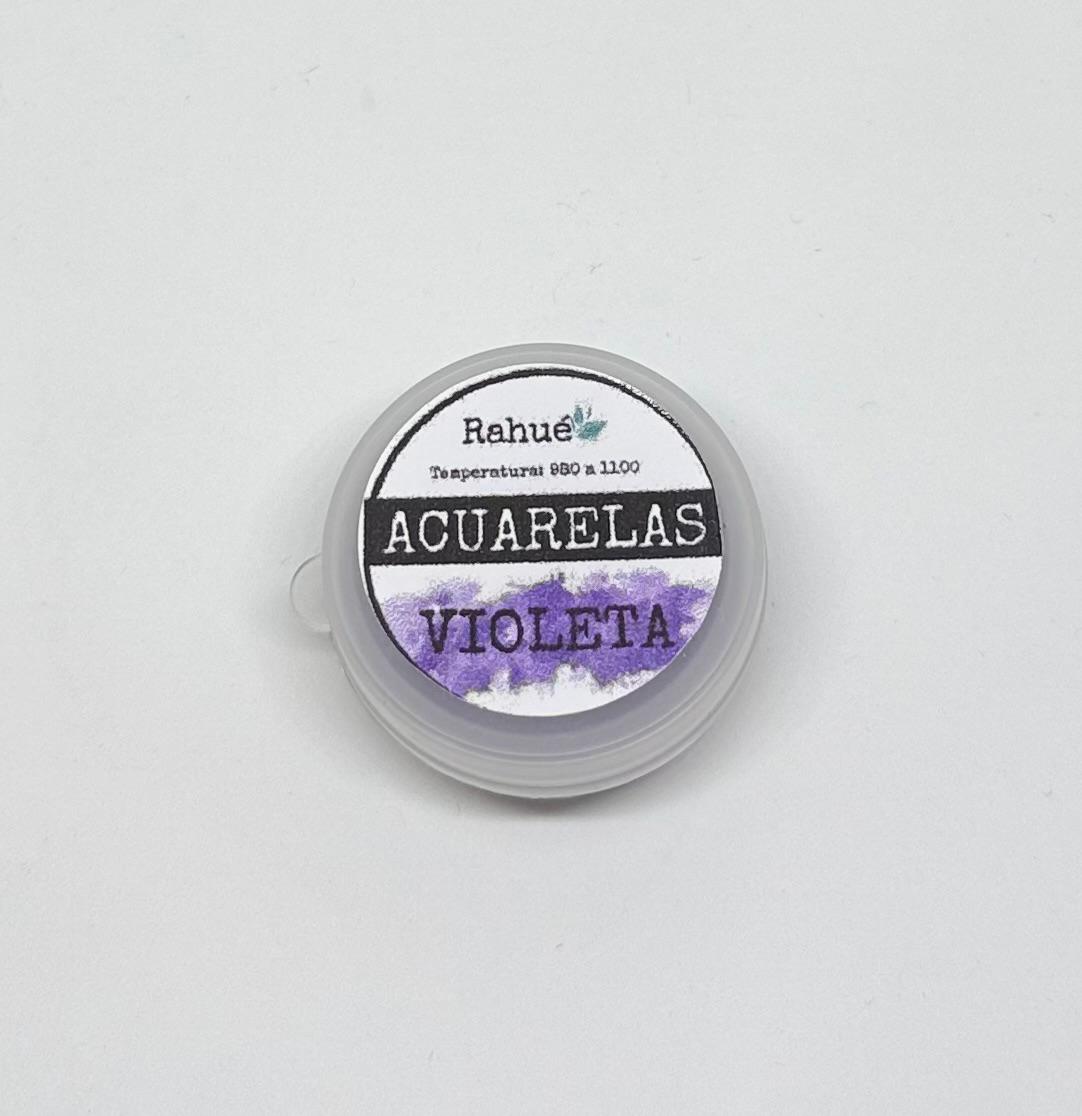 Rahué
Temperatura: 980 a 1100
ACUARELAS
VIOLETA